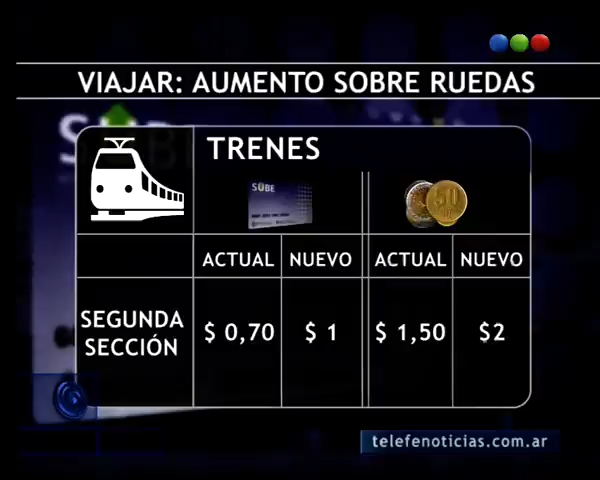 VIAJAR: AUMENTO SOBRE RUEDAS
TRENES
SUBE
50
ACTUAL NUEVO ACTUAL NUEVO
SEGUNDA
SECCIÓN
$ 0,70 $ 1 $ 1,50 $2
telefenoticias.com.ar